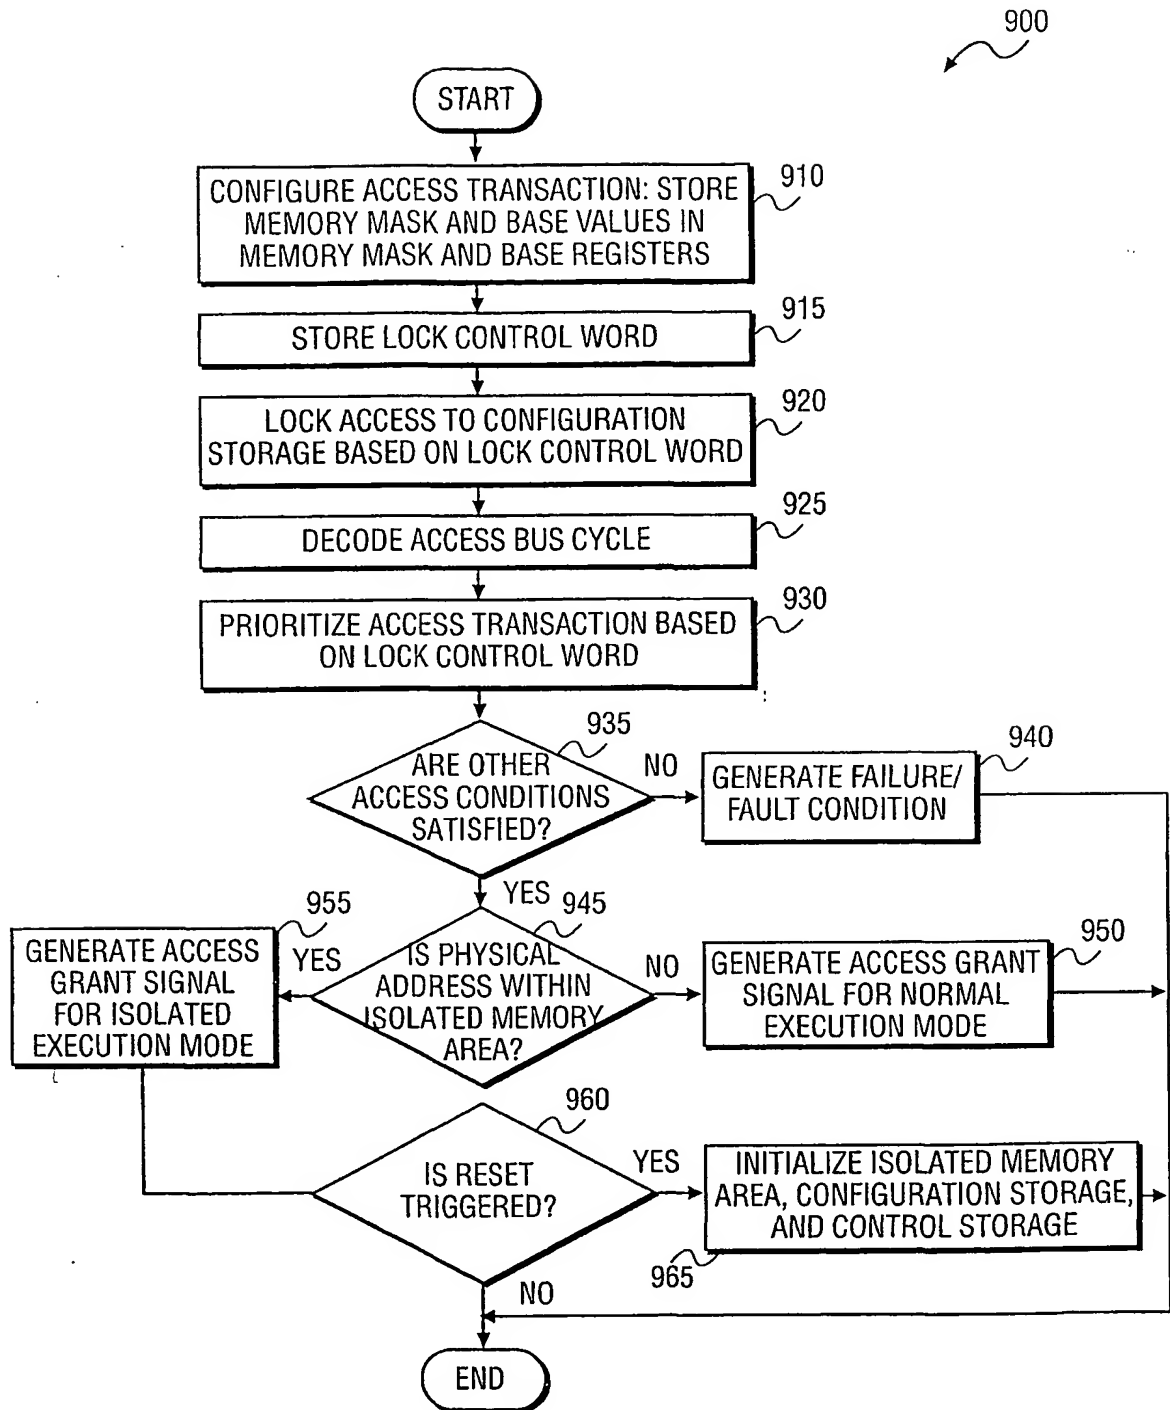 900
START
CONFIGURE ACCESS TRANSACTION: STORE
MEMORY MASK AND BASE VALUES IN
MEMORY MASK AND BASE REGISTERS
910
STORE LOCK CONTROL WORD
915
LOCK ACCESS TO CONFIGURATION
STORAGE BASED ON LOCK CONTROL WORD
920
DECODE ACCESS BUS CYCLE
925
PRIORITIZE ACCESS TRANSACTION BASED
ON LOCK CONTROL WORD
930
ARE OTHER
ACCESS CONDITIONS
SATISFIED?
935
NO
GENERATE FAILURE/
FAULT CONDITION
940
YES
IS PHYSICAL
ADDRESS WITHIN
ISOLATED MEMORY
AREA?
945
NO
GENERATE ACCESS GRANT
SIGNAL FOR NORMAL
EXECUTION MODE
950
YES
GENERATE ACCESS
GRANT SIGNAL
FOR ISOLATED
EXECUTION MODE
955
IS RESET
TRIGGERED?
960
YES
INITIALIZE ISOLATED MEMORY
AREA, CONFIGURATION STORAGE,
AND CONTROL STORAGE
965
NO
END